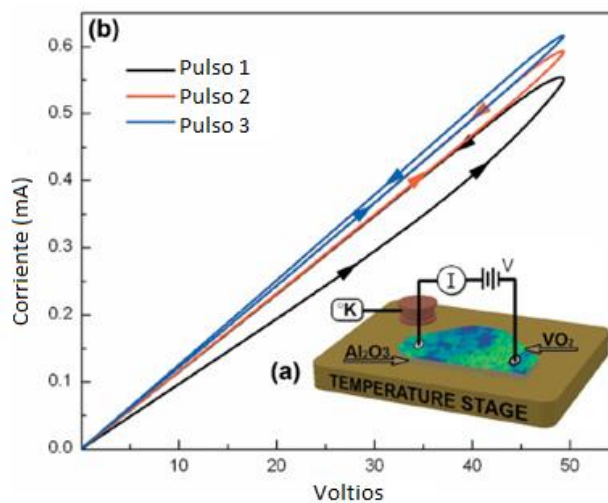 (b)
Pulso 1
Pulso 2
Pulso 3
Corriente (mA)
0.6
0.5
0.4
0.3
0.2
0.1
0.0
10
20
30
40
50
Voltios
(a)
I
V
°K
Al₂O3
VO₂
TEMPERATURE STAGE